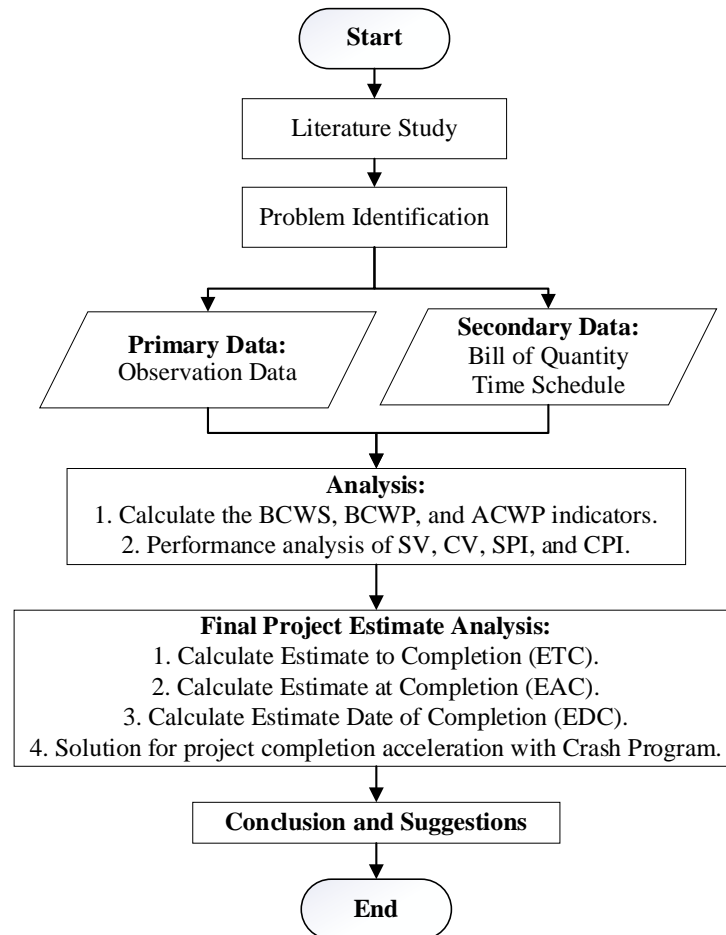 Start
Literature Study
Problem Identification
Primary Data:
Observation Data
Secondary Data:
Bill of Quantity
Time Schedule
Analysis:
1. Calculate the BCWS, BCWP, and ACWP indicators.
2. Performance analysis of SV, CV, SPI, and CPI.
Final Project Estimate Analysis:
1. Calculate Estimate to Completion (ETC).
2. Calculate Estimate at Completion (EAC).
3. Calculate Estimate Date of Completion (EDC).
4. Solution for project completion acceleration with Crash Program.
Conclusion and Suggestions
End